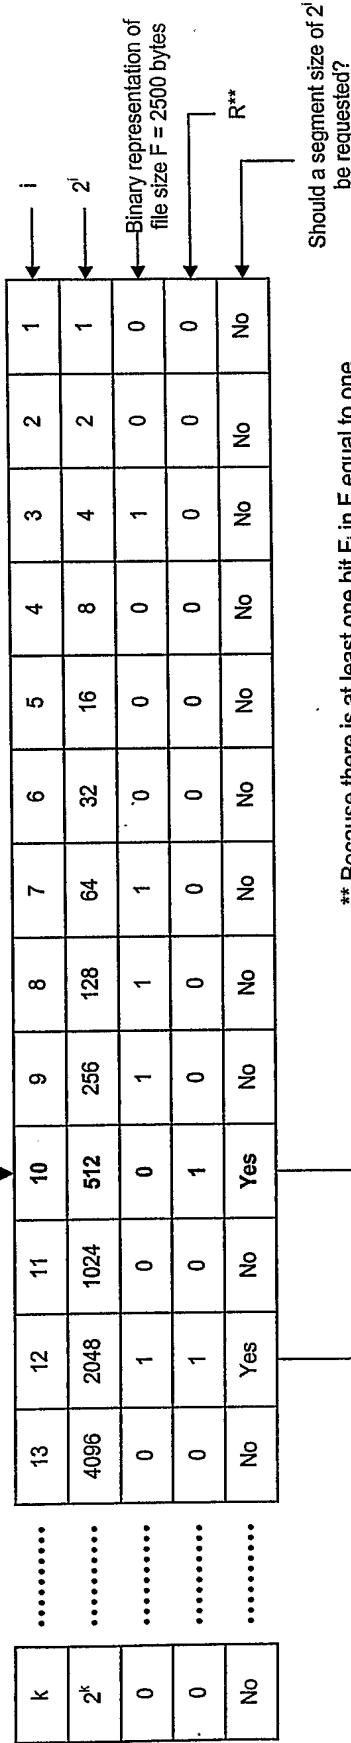 k ......... 13 12 11 10 9 8 7 6 5 4 3 2 1 i
2ᵏ ......... 4096 2048 1024 512 256 128 64 32 16 8 4 2 1 2ⁱ
0 ......... 0 1 0 0 1 1 1 0 0 0 1 0 0 Binary representation of
file size F = 2500 bytes
0 ......... 0 1 0 1 0 0 0 0 0 0 0 0 0 R**
No ......... No Yes No Yes No No No No No No No No No
Should a segment size of 2ⁱ
be requested?
** Because there is at least one bit Fᵢ in F equal to one